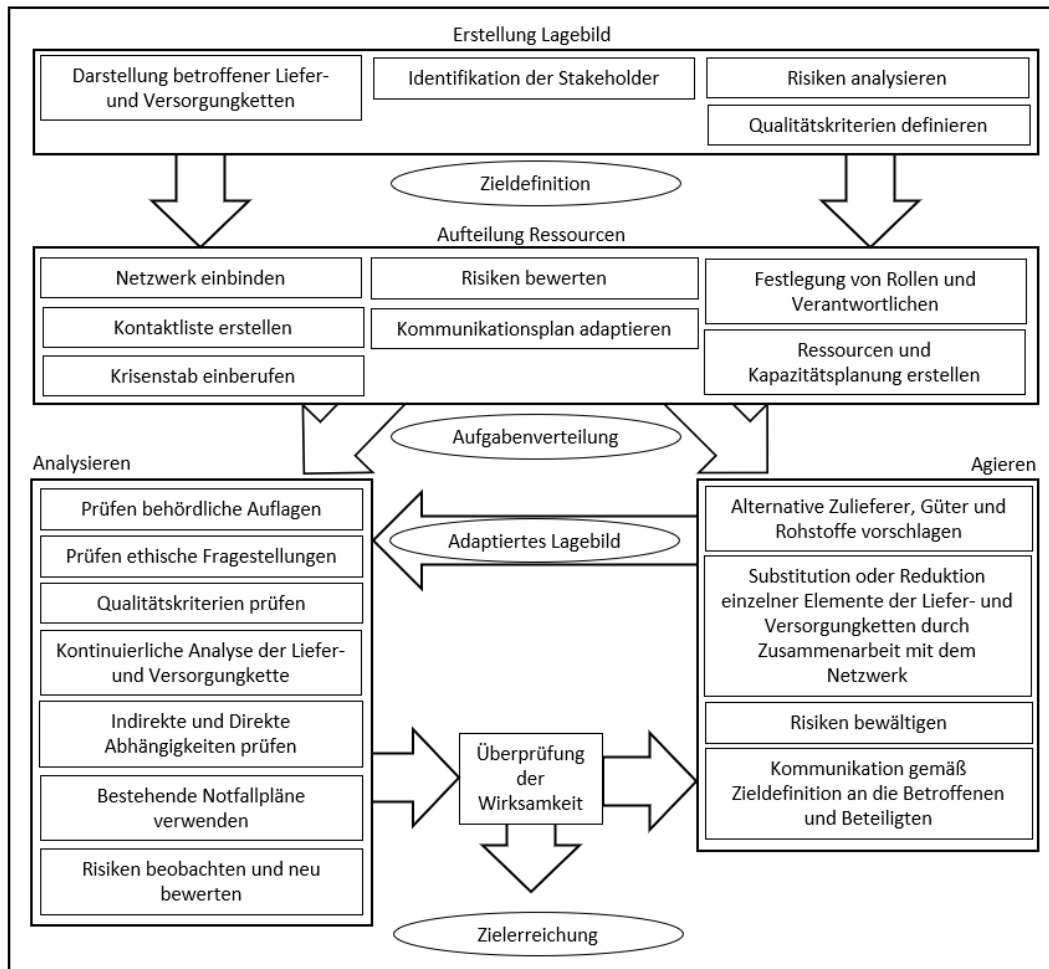 Erstellung Lagebild
Darstellung betroffener Liefer-
und Versorgungketten
Identifikation der Stakeholder
Risiken analysieren
Qualitätskriterien definieren
Zieldefinition
Aufteilung Ressourcen
Netzwerk einbinden
Kontaktliste erstellen
Krisenstab einberufen
Risiken bewerten
Kommunikationsplan adaptieren
Festlegung von Rollen und
Verantwortlichen
Ressourcen und
Kapazitätsplanung erstellen
Aufgabenverteilung
Analysieren
Prüfen behördliche Auflagen
Prüfen ethische Fragestellungen
Qualitätskriterien prüfen
Kontinuierliche Analyse der Liefer-
und Versorgungkette
Indirekte und Direkte
Abhängigkeiten prüfen
Bestehende Notfallpläne
verwenden
Risiken beobachten und neu
bewerten
Adaptiertes Lagebild
Überprüfung
der
Wirksamkeit
Agieren
Alternative Zulieferer, Güter und
Rohstoffe vorschlagen
Substitution oder Reduktion
einzelner Elemente der Liefer- und
Versorgungketten durch
Zusammenarbeit mit dem
Netzwerk
Risiken bewältigen
Kommunikation gemäß
Zieldefinition an die Betroffenen
und Beteiligten
Zielerreichung